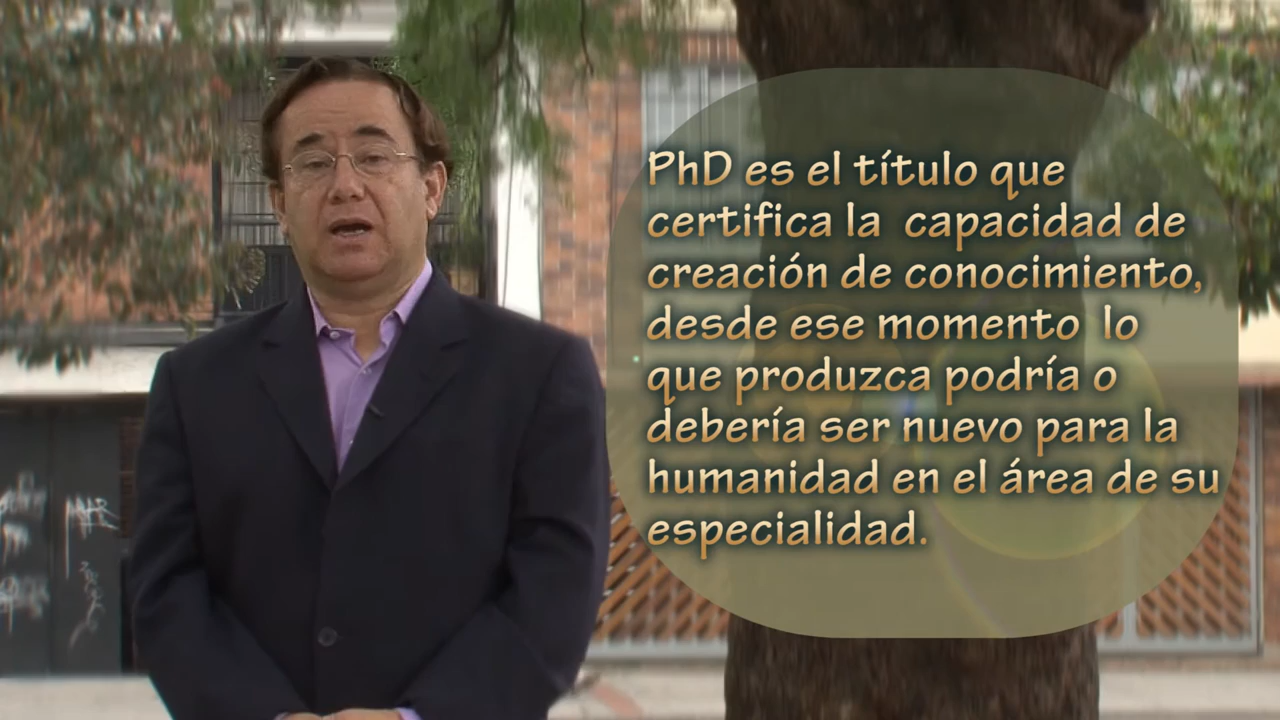 PhD es el título que
certifica la capacidad de
creación de conocimiento,
desde ese momento lo
que produzca podría o
debería ser nuevo para la
humanidad en el área de su
especialidad.